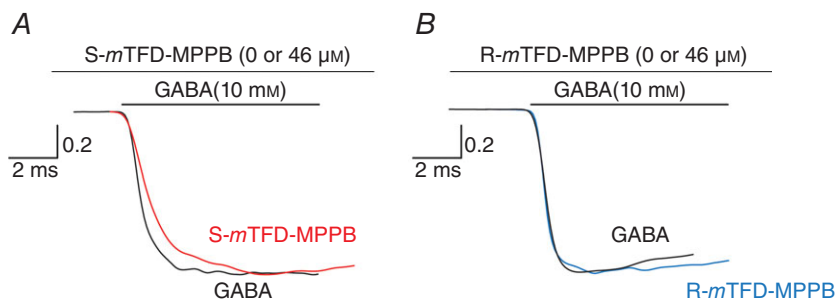 A
S-mTFD-MPPB (0 or 46 μM)
GABA(10 mM)
0.2
2 ms
S-mTFD-MPPB
GABA
B
R-mTFD-MPPB (0 or 46 μM)
GABA(10 mM)
0.2
2 ms
GABA
R-mTFD-MPPB